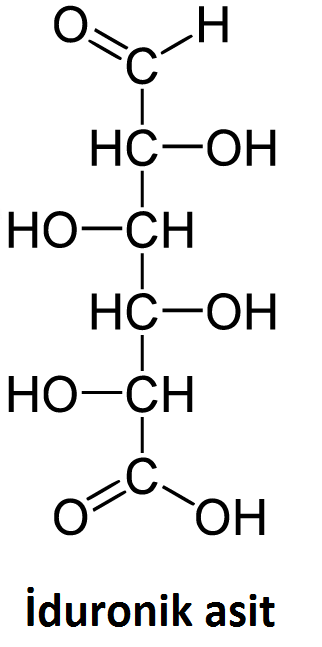 O H
C
HC OH
HO CH
HC OH
HO CH
C
O OH
İduronik asit